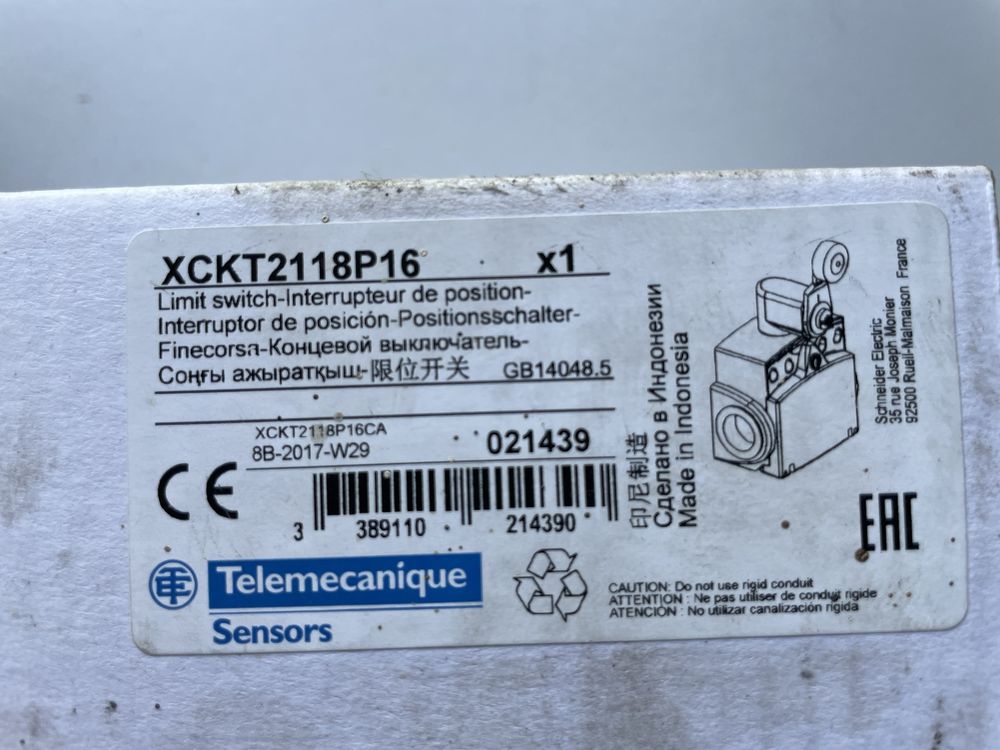 XCKT2118P16 x1
Limit switch-Interrupteur de position-
Interruptor de posición-Positionsschalter-
Finecorsa-Концевой выключатель-
Соңғы ажыратқыш-限位开关 GB14048.5
XCKT2118P16CA
8B-2017-W29
021439
CE
3 389110 214390
印尼制造
Сделано в Индонезии
Made in Indonesia
Schneider Electric
35 rue Joseph Monier
92500 Rueil-Malmaison France
EAC
Telemecanique
Sensors
CAUTION: Do not use rigid conduit
ATTENTION : Ne pas utiliser de conduit rigide
ATENCIÓN : No utilizar canalización rigida